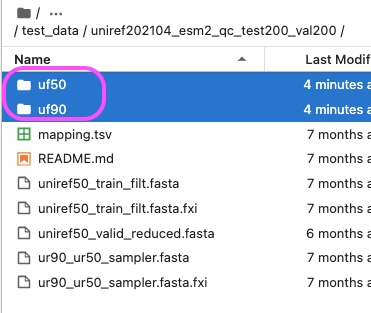 / ...
/ test_data / uniref202104_esm2_qc_test200_val200 /
Name Last Modif
uf50 4 minutes a
uf90 4 minutes a
mapping.tsv 7 months a
README.md 7 months a
uniref50_train_filt.fasta 7 months a
uniref50_train_filt.fasta.fxi 7 months a
uniref50_valid_reduced.fasta 6 months a
ur90_ur50_sampler.fasta 7 months a
ur90_ur50_sampler.fasta.fxi 7 months a